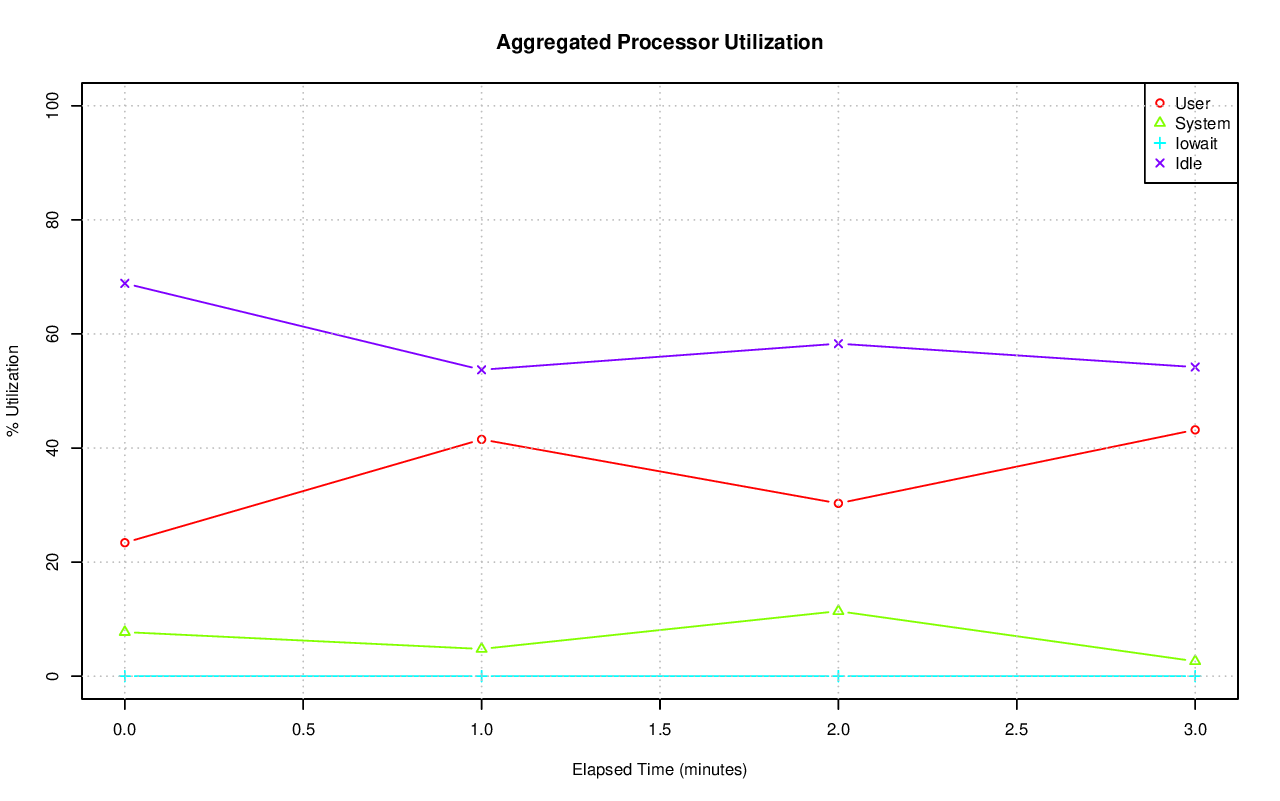 Aggregated Processor Utilization
User
System
Iowait
Idle
% Utilization
100
80
60
40
20
0
0.0 0.5 1.0 1.5 2.0 2.5 3.0
Elapsed Time (minutes)